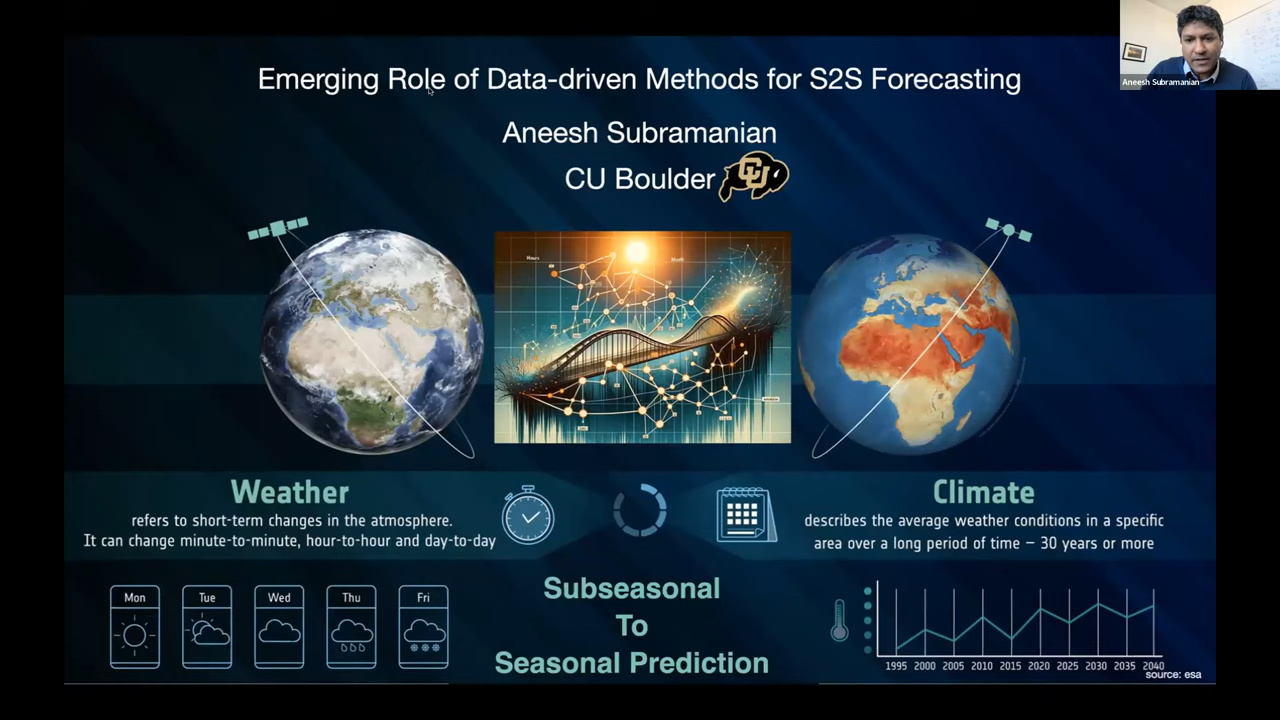 Emerging Role of Data-driven Methods for S2S Forecasting
Aneesh Subramanian
CU Boulder
CU
Aneesh Subramanian
Hours
Month
Weather
refers to short-term changes in the atmosphere.
It can change minute-to-minute, hour-to-hour and day-to-day
Climate
describes the average weather conditions in a specific
area over a long period of time – 30 years or more
Mon Tue Wed Thu Fri
Subseasonal
To
Seasonal Prediction
1995 2000 2005 2010 2015 2020 2025 2030 2035 2040
source: esa